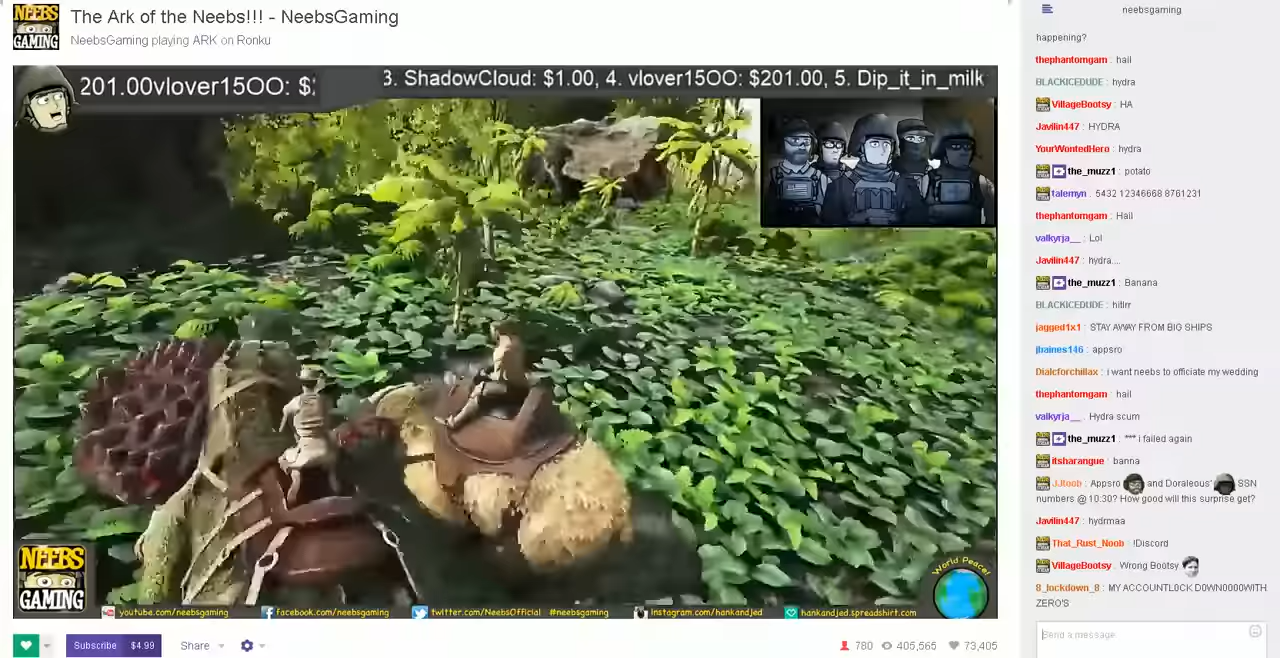 The Ark of the Neebs!!! - NeebsGaming
NeebsGaming playing ARK on Ronku
NEEBS
GAMING
201.00vlover15OO: $
3. ShadowCloud: $1.00, 4. vlover15OO: $201.00, 5. Dip_it_in_milk
NEEBS
GAMING
World Peace!
youtube.com/neebsgaming
facebook.com/neebsgaming
twitter.com/NeebsOfficial #neebsgaming
Instagram.com/hankandjed
hankandjed.spreadshirt.com
Subscribe $4.99
Share
780
405,565
73,405
neebsgaming
happening?
thephantomgam : hail
BLACKICEDUDE : hydra
VillageBootsy : HA
Javilin447 : HYDRA
YourWontedHero : hydra
the_muzz1 : potato
talemyn : 5432 12346668 8761231
thephantomgam : Hail
valkyrja__ : Lol
Javilin447 : hydra....
the_muzz1 : Banana
BLACKICEDUDE : hitlrr
jagged1x1 : STAY AWAY FROM BIG SHIPS
jhaines146 : appsro
Dialcforchillax : i want neebs to officiate my wedding
thephantomgam : hail
valkyrja__ : Hydra scum
the_muzz1 : *** i failed again
itsharangue : banna
JJtoob : Appsro and Doraleous' SSN
numbers @ 10:30? How good will this surprise get?
Javilin447 : hydrmaa
That_Rust_Noob : !Discord
VillageBootsy : Wrong Bootsy
8_lockdown_8 : MY ACCOUNTL0CK D0WN0000WITH
ZERO'S
Send a message